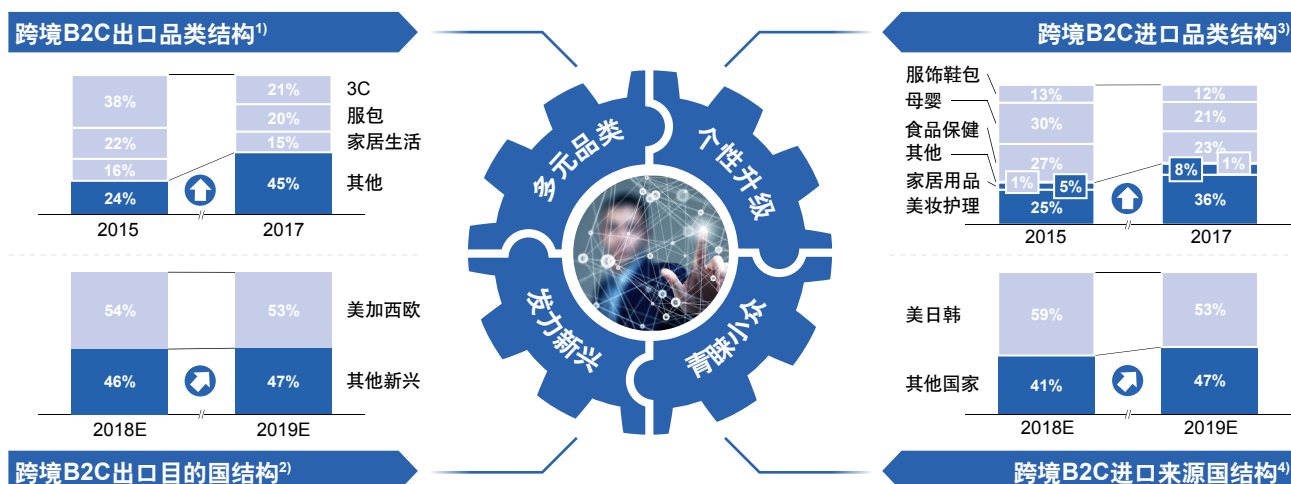 跨境B2C出口品类结构1)
38%
22%
16%
24%
2015
21%
20%
15%
45%
2017
3C
服包
家居生活
其他
54%
46%
2018E
53%
47%
2019E
美加西欧
其他新兴
跨境B2C出口目的国结构2)
多元品类
个性升级
发力新兴
青睐小众
跨境B2C进口品类结构3)
服饰鞋包
母婴
食品保健
其他
家居用品
美妆护理
13%
30%
27%
1%
5%
25%
2015
12%
21%
23%
8%
1%
36%
2017
美日韩
其他国家
59%
41%
2018E
53%
47%
2019E
跨境B2C进口来源国结构4)